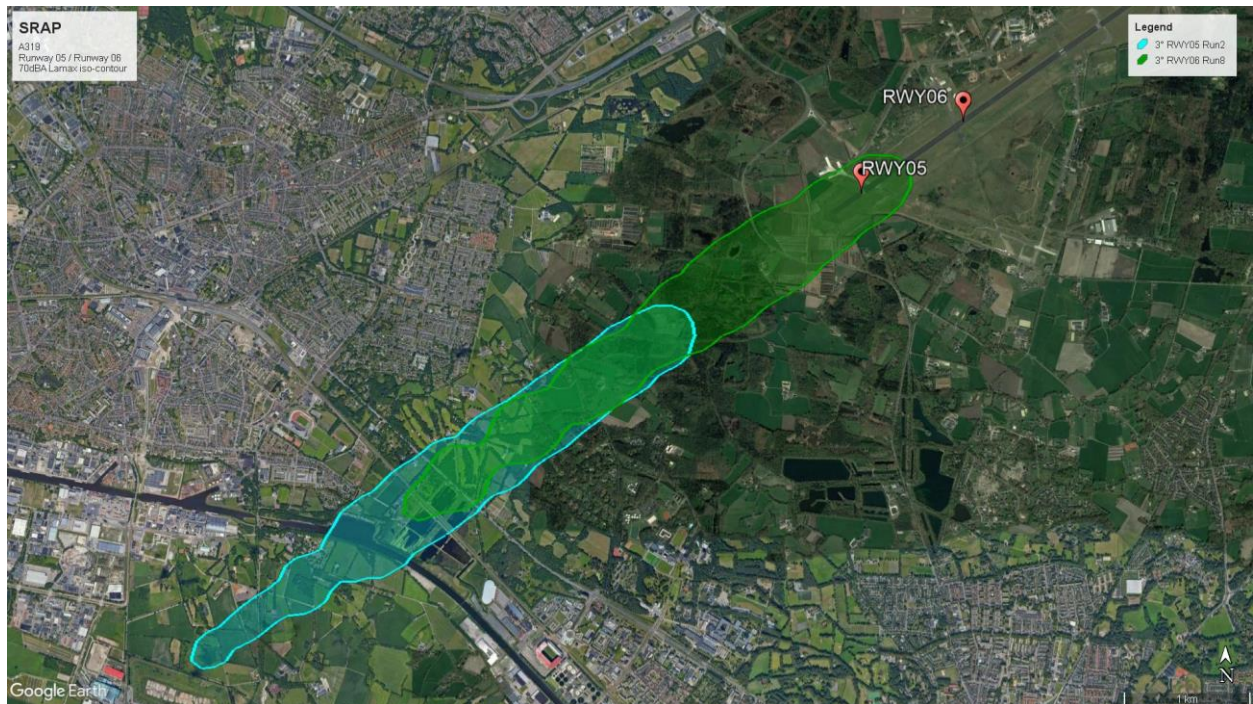 SRAP
A319
Runway 05 / Runway 06
70dBA Lamax iso-contour
Legend
3° RWY05 Run2
3° RWY06 Run8
RWY06
RWY05
Google Earth
N
1 km